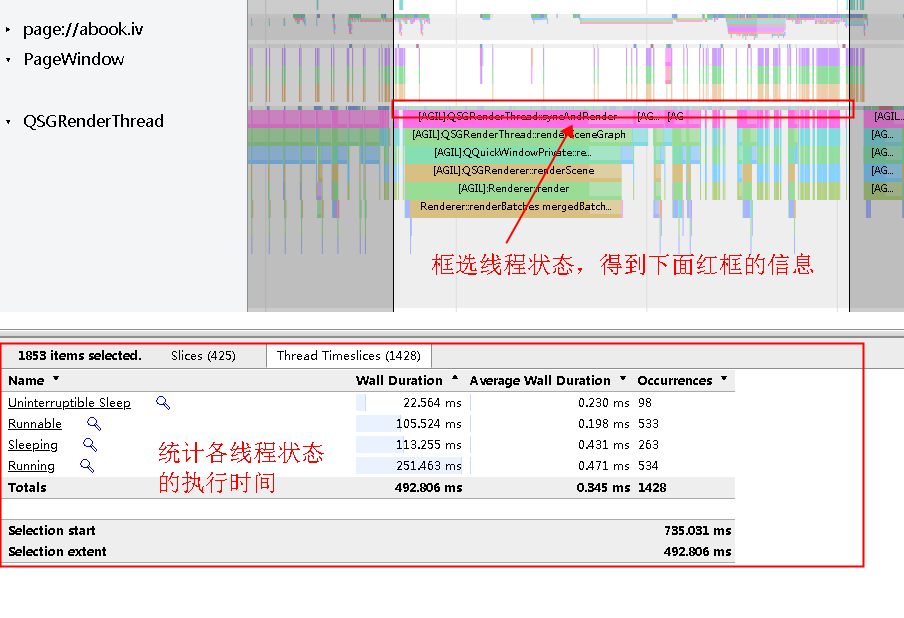 page://abook.iv
PageWindow
QSGRenderThread
[AGIL]:QSGRenderThread::syncAndRender
[AG... [AG
[AGIL..
[AGIL]:QSGRenderThread::renderSceneGraph
[AG...
[AGIL]:QQuickWindowPrivate::re...
[AG...
[AGIL]:QSGRenderer::renderScene
[AG...
[AGIL]:Renderer::render
[AG...
Renderer::renderBatches mergedBatch...
框选线程状态，得到下面红框的信息
1853 items selected. Slices (425) Thread Timeslices (1428)
Name Wall Duration Average Wall Duration Occurrences
Uninterruptible Sleep 22.564 ms 0.230 ms 98
Runnable 105.524 ms 0.198 ms 533
Sleeping 113.255 ms 0.431 ms 263
Running 251.463 ms 0.471 ms 534
统计各线程状态
的执行时间
Totals 492.806 ms 0.345 ms 1428
Selection start 735.031 ms
Selection extent 492.806 ms